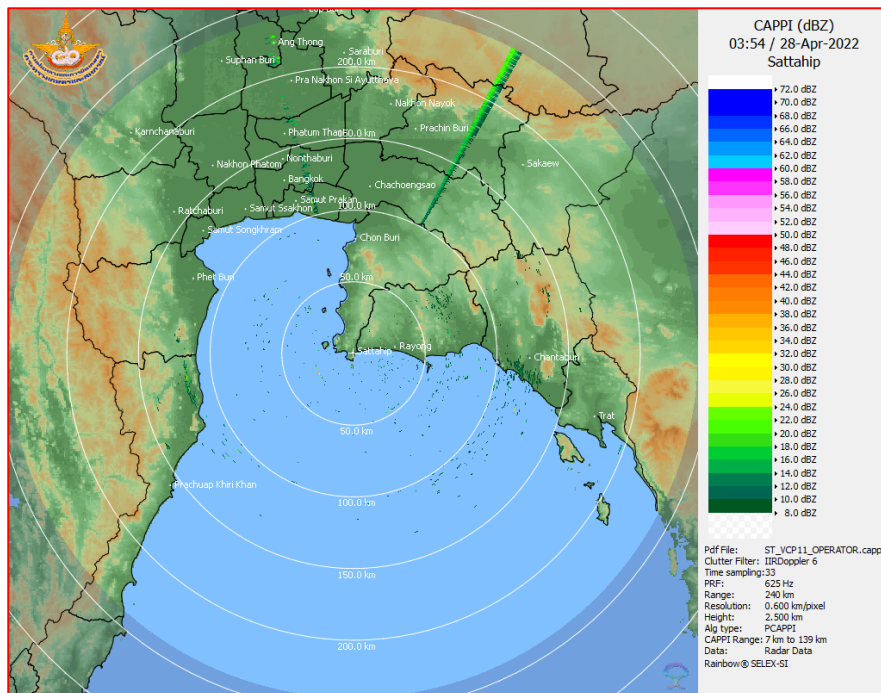 CAPPI (dBZ)
03:54 / 28-Apr-2022
Sattahip
72.0 dBZ
70.0 dBZ
68.0 dBZ
66.0 dBZ
64.0 dBZ
62.0 dBZ
60.0 dBZ
58.0 dBZ
56.0 dBZ
54.0 dBZ
52.0 dBZ
50.0 dBZ
48.0 dBZ
46.0 dBZ
44.0 dBZ
42.0 dBZ
40.0 dBZ
38.0 dBZ
36.0 dBZ
34.0 dBZ
32.0 dBZ
30.0 dBZ
28.0 dBZ
26.0 dBZ
24.0 dBZ
22.0 dBZ
20.0 dBZ
18.0 dBZ
16.0 dBZ
14.0 dBZ
12.0 dBZ
10.0 dBZ
8.0 dBZ
Pdf File: ST_VCP11_OPERATOR.capp
Clutter Filter: IIRDoppler 6
Time sampling:33
PRF: 625 Hz
Range: 240 km
Resolution: 0.600 km/pixel
Height: 2.500 km
Alg type: PCAPPI
CAPPI Range: 7 km to 139 km
Data: Radar Data
Rainbow® SELEX-SI
Ang Thong
Saraburi
Suphan Buri
200.0 km
Pra Nakhon Si Ayutthaya
Nakhon Nayok
Karnchanaburi
Phatum Thani
50.0 km
Prachin Buri
Nonthaburi
Nakhon Phatom
Sakaew
Bangkok
Chachoengsao
Samut Prakan
Ratchaburi
Samut Ssakhon
100.0 km
Samut Songkhram
Chon Buri
Phet Buri
50.0 km
Sattahip
Rayong
Chantaburi
Trat
50.0 km
Prachuap Khiri Khan
100.0 km
150.0 km
200.0 km